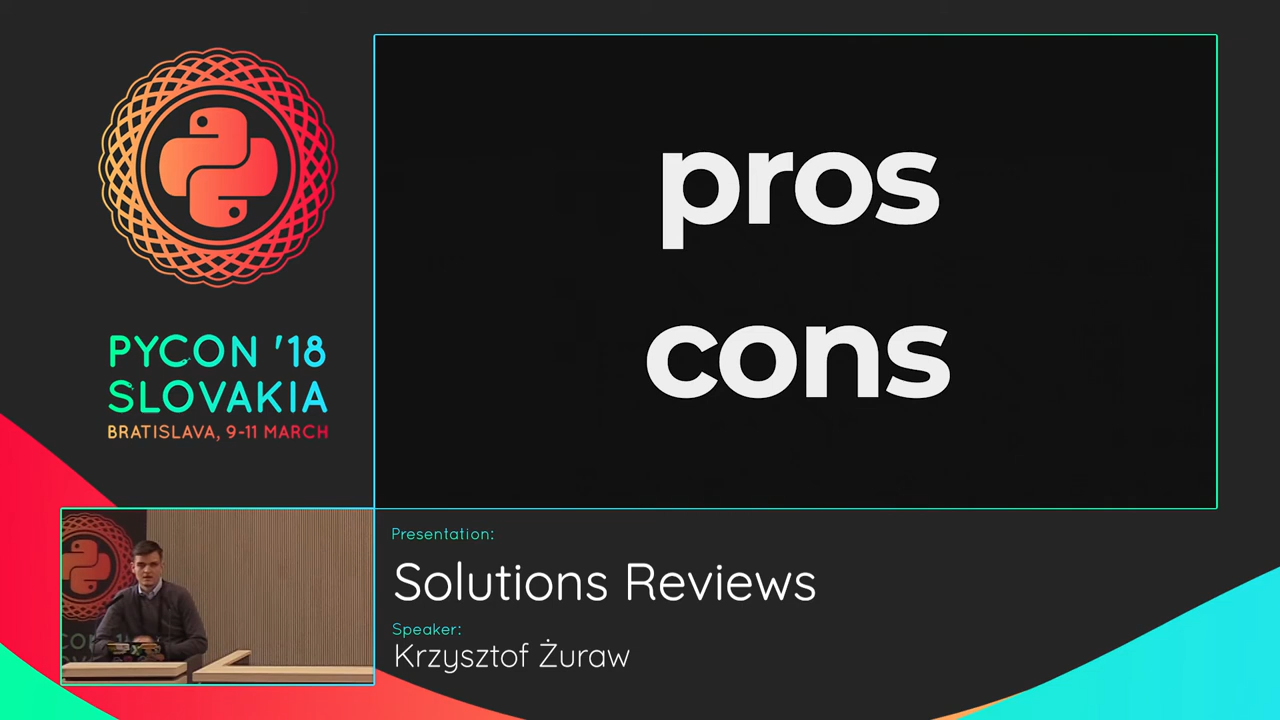 pros
cons
PYCON '18
SLOVAKIA
BRATISLAVA, 9-11 MARCH
Presentation:
Solutions Reviews
Speaker:
Krzysztof Żuraw